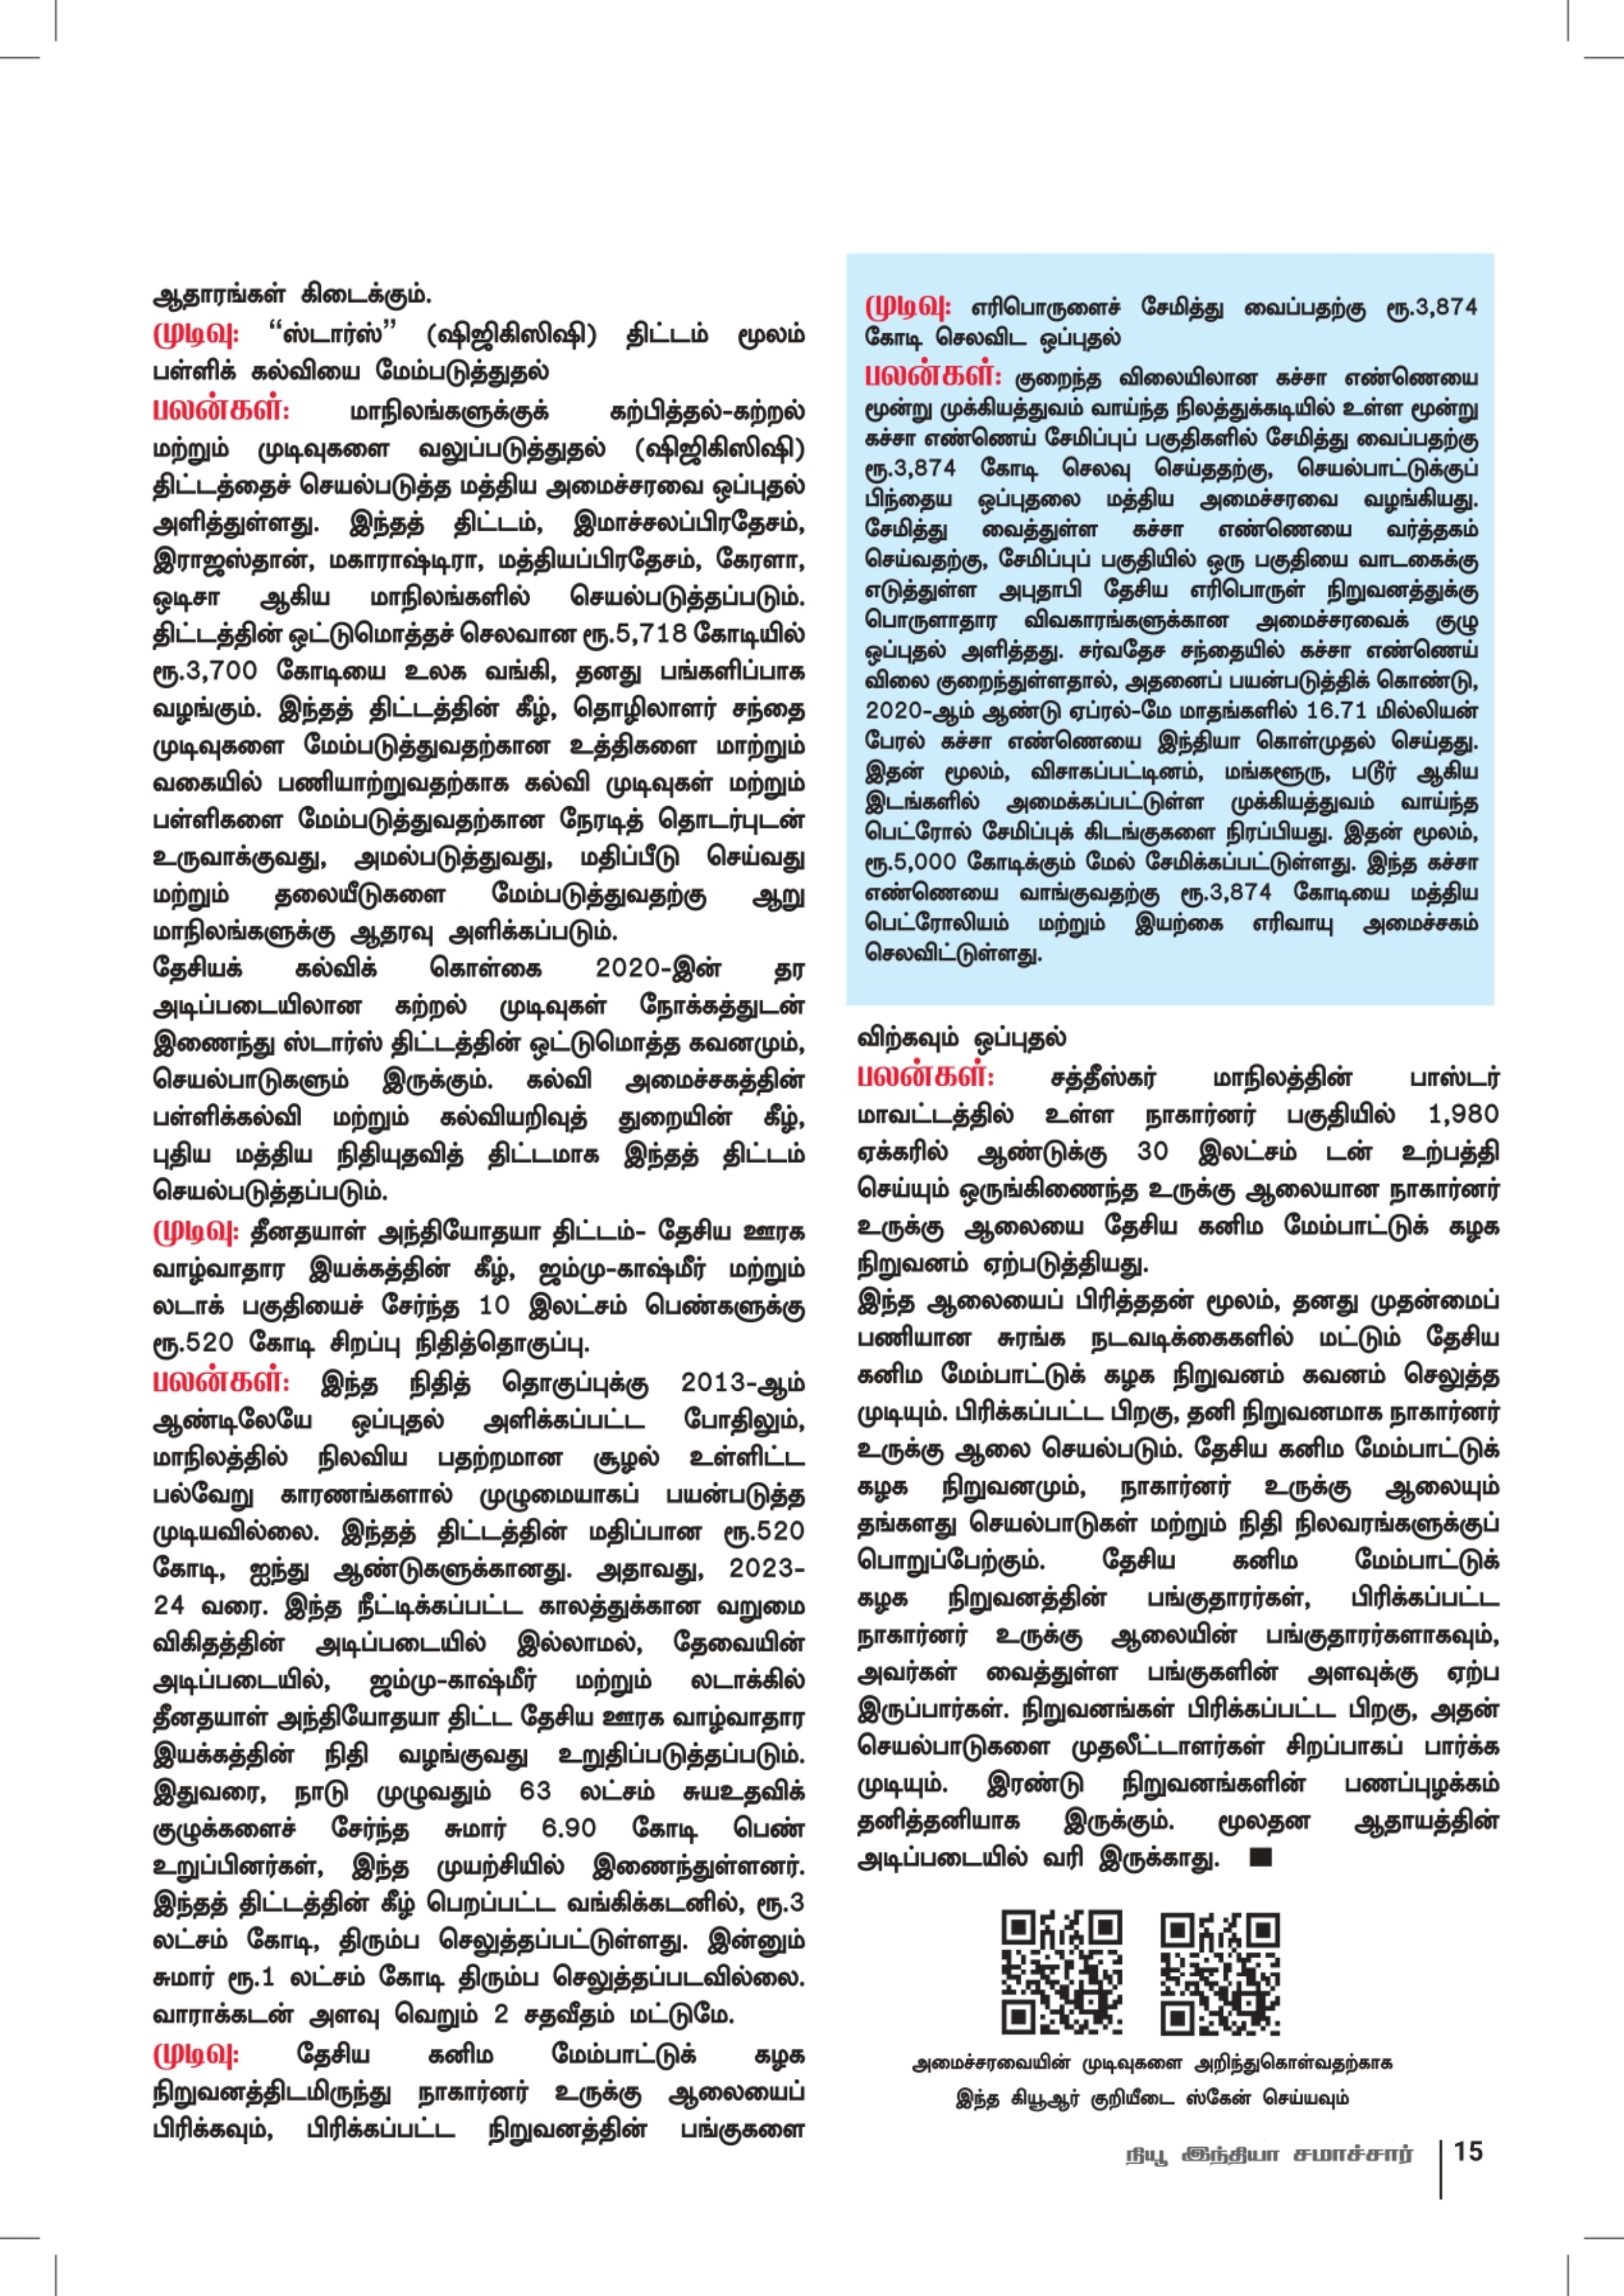 ஆதாரங்கள் கிடைக்கும்.
முடிவு: “ஸ்டார்ஸ்” (ஷிஜிகிஸிஷி) திட்டம் மூலம்
பள்ளிக் கல்வியை மேம்படுத்துதல்
பலன்கள்: மாநிலங்களுக்குக் கற்பித்தல்-கற்றல்
மற்றும் முடிவுகளை வலுப்படுத்துதல் (ஷிஜிகிஸிஷி)
திட்டத்தைச் செயல்படுத்த மத்திய அமைச்சரவை ஒப்புதல்
அளித்துள்ளது. இந்தத் திட்டம், இமாச்சலப்பிரதேசம்,
இராஜஸ்தான், மகாராஷ்டிரா, மத்தியப்பிரதேசம், கேரளா,
ஒடிசா ஆகிய மாநிலங்களில் செயல்படுத்தப்படும்.
திட்டத்தின் ஒட்டுமொத்தச் செலவான ரூ.5,718 கோடியில்
ரூ.3,700 கோடியை உலக வங்கி, தனது பங்களிப்பாக
வழங்கும். இந்தத் திட்டத்தின் கீழ், தொழிலாளர் சந்தை
முடிவுகளை மேம்படுத்துவதற்கான உத்திகளை மாற்றும்
வகையில் பணியாற்றுவதற்காக கல்வி முடிவுகள் மற்றும்
பள்ளிகளை மேம்படுத்துவதற்கான நேரடித் தொடர்புடன்
உருவாக்குவது, அமல்படுத்துவது, மதிப்பீடு செய்வது
மற்றும் தலையீடுகளை மேம்படுத்துவதற்கு ஆறு
மாநிலங்களுக்கு ஆதரவு அளிக்கப்படும்.
தேசியக் கல்விக் கொள்கை 2020-இன் தர
அடிப்படையிலான கற்றல் முடிவுகள் நோக்கத்துடன்
இணைந்து ஸ்டார்ஸ் திட்டத்தின் ஒட்டுமொத்த கவனமும்,
செயல்பாடுகளும் இருக்கும். கல்வி அமைச்சகத்தின்
பள்ளிக்கல்வி மற்றும் கல்வியறிவுத் துறையின் கீழ்,
புதிய மத்திய நிதியுதவித் திட்டமாக இந்தத் திட்டம்
செயல்படுத்தப்படும்.
முடிவு: தீனதயாள் அந்தியோதயா திட்டம்- தேசிய ஊரக
வாழ்வாதார இயக்கத்தின் கீழ், ஜம்மு-காஷ்மீர் மற்றும்
லடாக் பகுதியைச் சேர்ந்த 10 இலட்சம் பெண்களுக்கு
ரூ.520 கோடி சிறப்பு நிதித்தொகுப்பு.
பலன்கள்: இந்த நிதித் தொகுப்புக்கு 2013-ஆம்
ஆண்டிலேயே ஒப்புதல் அளிக்கப்பட்ட போதிலும்,
மாநிலத்தில் நிலவிய பதற்றமான சூழல் உள்ளிட்ட
பல்வேறு காரணங்களால் முழுமையாகப் பயன்படுத்த
முடியவில்லை. இந்தத் திட்டத்தின் மதிப்பான ரூ.520
கோடி, ஐந்து ஆண்டுகளுக்கானது. அதாவது, 2023-
24 வரை. இந்த நீட்டிக்கப்பட்ட காலத்துக்கான வறுமை
விகிதத்தின் அடிப்படையில் இல்லாமல், தேவையின்
அடிப்படையில், ஜம்மு-காஷ்மீர் மற்றும் லடாக்கில்
தீனதயாள் அந்தியோதயா திட்ட தேசிய ஊரக வாழ்வாதார
இயக்கத்தின் நிதி வழங்குவது உறுதிப்படுத்தப்படும்.
இதுவரை, நாடு முழுவதும் 63 லட்சம் சுயஉதவிக்
குழுக்களைச் சேர்ந்த சுமார் 6.90 கோடி பெண்
உறுப்பினர்கள், இந்த முயற்சியில் இணைந்துள்ளனர்.
இந்தத் திட்டத்தின் கீழ் பெறப்பட்ட வங்கிக்கடனில், ரூ.3
லட்சம் கோடி, திரும்ப செலுத்தப்பட்டுள்ளது. இன்னும்
சுமார் ரூ.1 லட்சம் கோடி திரும்ப செலுத்தப்படவில்லை.
வாராக்கடன் அளவு வெறும் 2 சதவீதம் மட்டுமே.
முடிவு: தேசிய கனிம மேம்பாட்டுக் கழக
நிறுவனத்திடமிருந்து நாகார்னர் உருக்கு ஆலையைப்
பிரிக்கவும், பிரிக்கப்பட்ட நிறுவனத்தின் பங்குகளை
முடிவு: எரிபொருளைச் சேமித்து வைப்பதற்கு ரூ.3,874
கோடி செலவிட ஒப்புதல்
பலன்கள்: குறைந்த விலையிலான கச்சா எண்ணெயை
மூன்று முக்கியத்துவம் வாய்ந்த நிலத்துக்கடியில் உள்ள மூன்று
கச்சா எண்ணெய் சேமிப்புப் பகுதிகளில் சேமித்து வைப்பதற்கு
ரூ.3,874 கோடி செலவு செய்ததற்கு, செயல்பாட்டுக்குப்
பிந்தைய ஒப்புதலை மத்திய அமைச்சரவை வழங்கியது.
சேமித்து வைத்துள்ள கச்சா எண்ணெயை வர்த்தகம்
செய்வதற்கு, சேமிப்புப் பகுதியில் ஒரு பகுதியை வாடகைக்கு
எடுத்துள்ள அபுதாபி தேசிய எரிபொருள் நிறுவனத்துக்கு
பொருளாதார விவகாரங்களுக்கான அமைச்சரவைக் குழு
ஒப்புதல் அளித்தது. சர்வதேச சந்தையில் கச்சா எண்ணெய்
விலை குறைந்துள்ளதால், அதனைப் பயன்படுத்திக் கொண்டு,
2020-ஆம் ஆண்டு ஏப்ரல்-மே மாதங்களில் 16.71 மில்லியன்
பேரல் கச்சா எண்ணெயை இந்தியா கொள்முதல் செய்தது.
இதன் மூலம், விசாகப்பட்டினம், மங்களூரு, படூர் ஆகிய
இடங்களில் அமைக்கப்பட்டுள்ள முக்கியத்துவம் வாய்ந்த
பெட்ரோல் சேமிப்புக் கிடங்குகளை நிரப்பியது. இதன் மூலம்,
ரூ.5,000 கோடிக்கும் மேல் சேமிக்கப்பட்டுள்ளது. இந்த கச்சா
எண்ணெயை வாங்குவதற்கு ரூ.3,874 கோடியை மத்திய
பெட்ரோலியம் மற்றும் இயற்கை எரிவாயு அமைச்சகம்
செலவிட்டுள்ளது.
விற்கவும் ஒப்புதல்
பலன்கள்: சத்தீஸ்கர் மாநிலத்தின் பாஸ்டர்
மாவட்டத்தில் உள்ள நாகார்னர் பகுதியில் 1,980
ஏக்கரில் ஆண்டுக்கு 30 இலட்சம் டன் உற்பத்தி
செய்யும் ஒருங்கிணைந்த உருக்கு ஆலையான நாகார்னர்
உருக்கு ஆலையை தேசிய கனிம மேம்பாட்டுக் கழக
நிறுவனம் ஏற்படுத்தியது.
இந்த ஆலையைப் பிரித்ததன் மூலம், தனது முதன்மைப்
பணியான சுரங்க நடவடிக்கைகளில் மட்டும் தேசிய
கனிம மேம்பாட்டுக் கழக நிறுவனம் கவனம் செலுத்த
முடியும். பிரிக்கப்பட்ட பிறகு, தனி நிறுவனமாக நாகார்னர்
உருக்கு ஆலை செயல்படும். தேசிய கனிம மேம்பாட்டுக்
கழக நிறுவனமும், நாகார்னர் உருக்கு ஆலையும்
தங்களது செயல்பாடுகள் மற்றும் நிதி நிலவரங்களுக்குப்
பொறுப்பேற்கும். தேசிய கனிம மேம்பாட்டுக்
கழக நிறுவனத்தின் பங்குதாரர்கள், பிரிக்கப்பட்ட
நாகார்னர் உருக்கு ஆலையின் பங்குதாரர்களாகவும்,
அவர்கள் வைத்துள்ள பங்குகளின் அளவுக்கு ஏற்ப
இருப்பார்கள். நிறுவனங்கள் பிரிக்கப்பட்ட பிறகு, அதன்
செயல்பாடுகளை முதலீட்டாளர்கள் சிறப்பாகப் பார்க்க
முடியும். இரண்டு நிறுவனங்களின் பணப்புழக்கம்
தனித்தனியாக இருக்கும். மூலதன ஆதாயத்தின்
அடிப்படையில் வரி இருக்காது. ■
அமைச்சரவையின் முடிவுகளை அறிந்துகொள்வதற்காக
இந்த கியூஆர் குறியீடை ஸ்கேன் செய்யவும்
நியூ இந்தியா சமாச்சார் 15